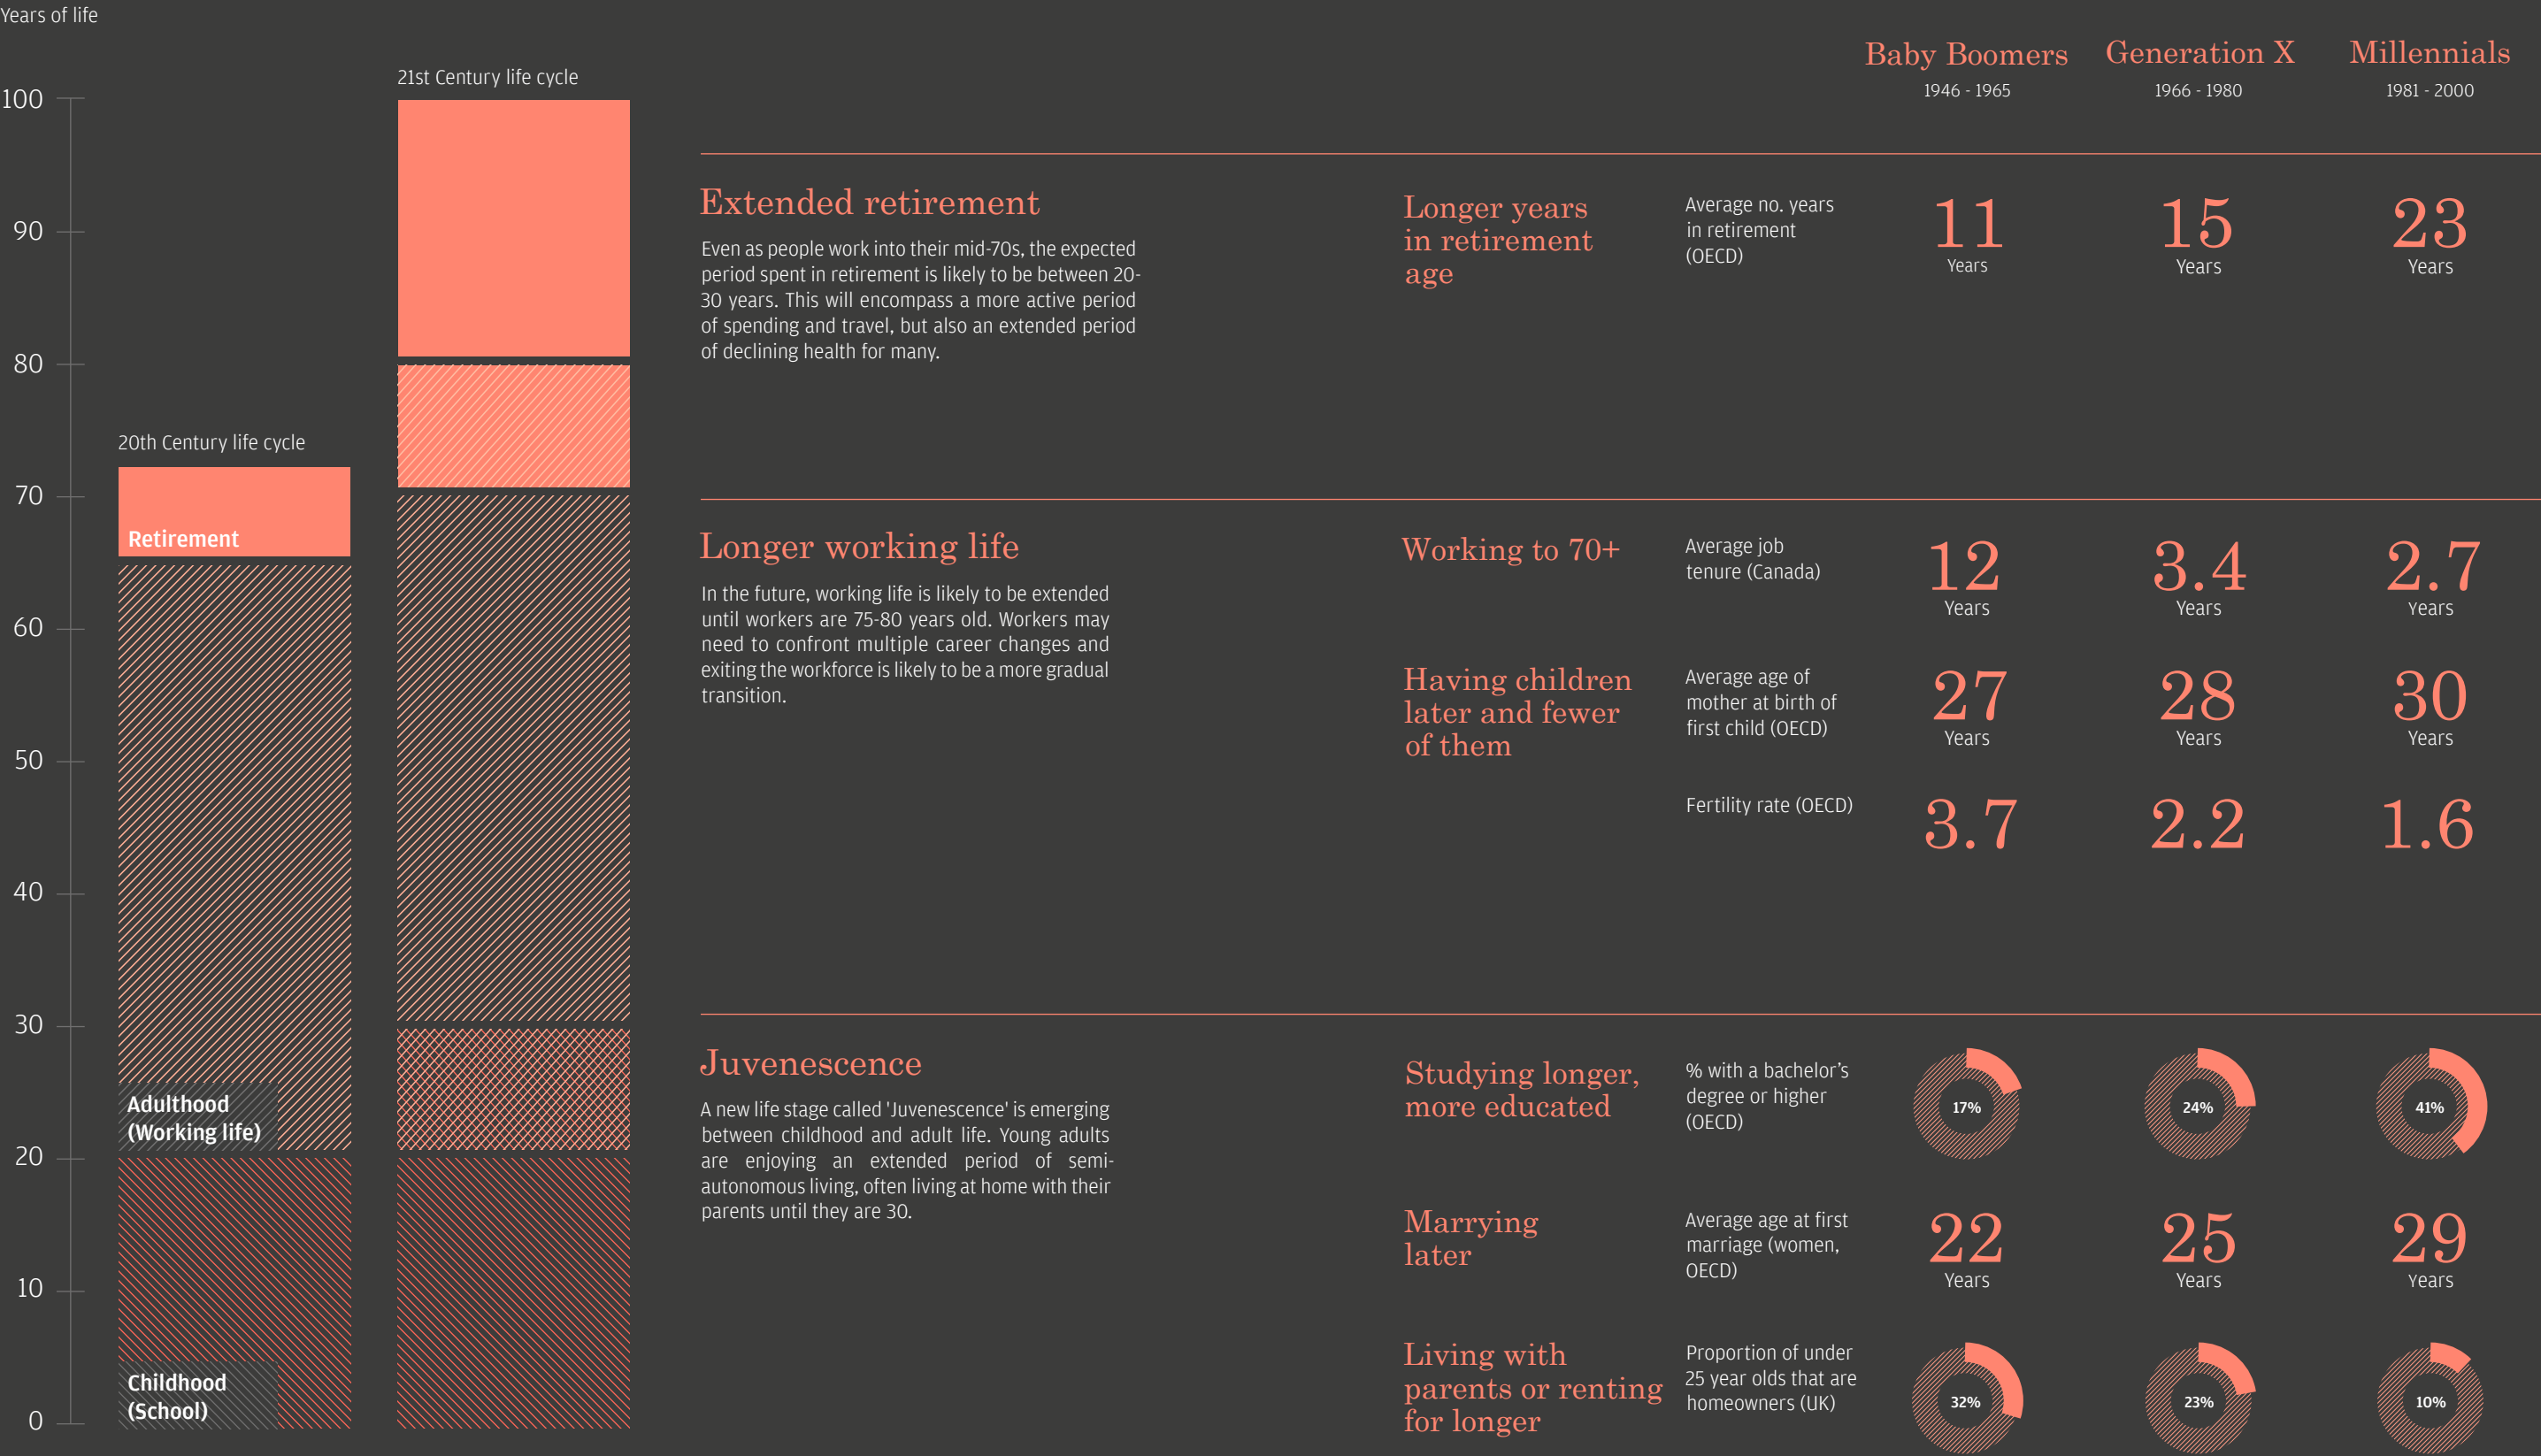 Years of life
100
90
80
70
60
50
40
30
20
10
0
20th Century life cycle
Retirement
Adulthood
(Working life)
Childhood
(School)
21st Century life cycle
Baby Boomers
1946 - 1965
Generation X
1966 - 1980
Millennials
1981 - 2000
Extended retirement
Even as people work into their mid-70s, the expected
period spent in retirement is likely to be between 20-
30 years. This will encompass a more active period
of spending and travel, but also an extended period
of declining health for many.
Longer years
in retirement
age
Average no. years
in retirement
(OECD)
11
Years
15
Years
23
Years
Longer working life
In the future, working life is likely to be extended
until workers are 75-80 years old. Workers may
need to confront multiple career changes and
exiting the workforce is likely to be a more gradual
transition.
Working to 70+
Average job
tenure (Canada)
12
Years
3.4
Years
2.7
Years
Having children
later and fewer
of them
Average age of
mother at birth of
first child (OECD)
27
Years
28
Years
30
Years
Fertility rate (OECD)
3.7
2.2
1.6
Juvenescence
A new life stage called 'Juvenescence' is emerging
between childhood and adult life. Young adults
are enjoying an extended period of semi-
autonomous living, often living at home with their
parents until they are 30.
Studying longer,
more educated
% with a bachelor’s
degree or higher
(OECD)
17%
24%
41%
Marrying
later
Average age at first
marriage (women,
OECD)
22
Years
25
Years
29
Years
Living with
parents or renting
for longer
Proportion of under
25 year olds that are
homeowners (UK)
32%
23%
10%